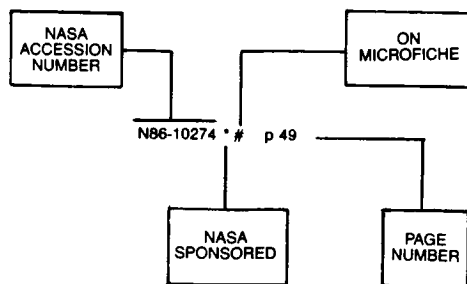 NASA
ACCESSION
NUMBER
ON
MICROFICHE
N86-10274 * # p 49
NASA
SPONSORED
PAGE
NUMBER